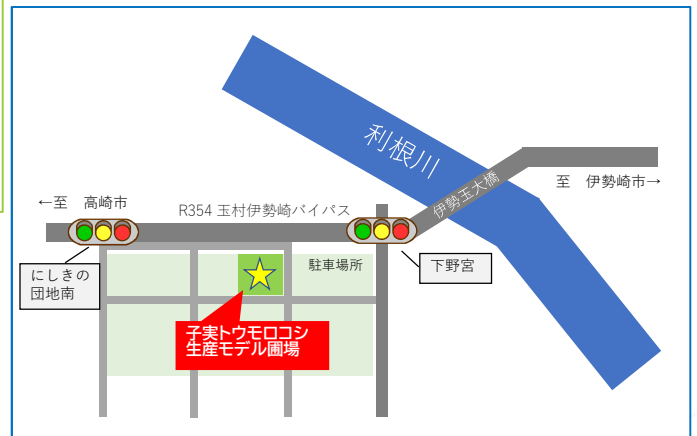 利根川
伊勢玉大橋
至　伊勢崎市→
←至　高崎市
R354 玉村伊勢崎バイパス
にしきの
団地南
駐車場所
下野宮
子実トウモロコシ
生産モデル圃場